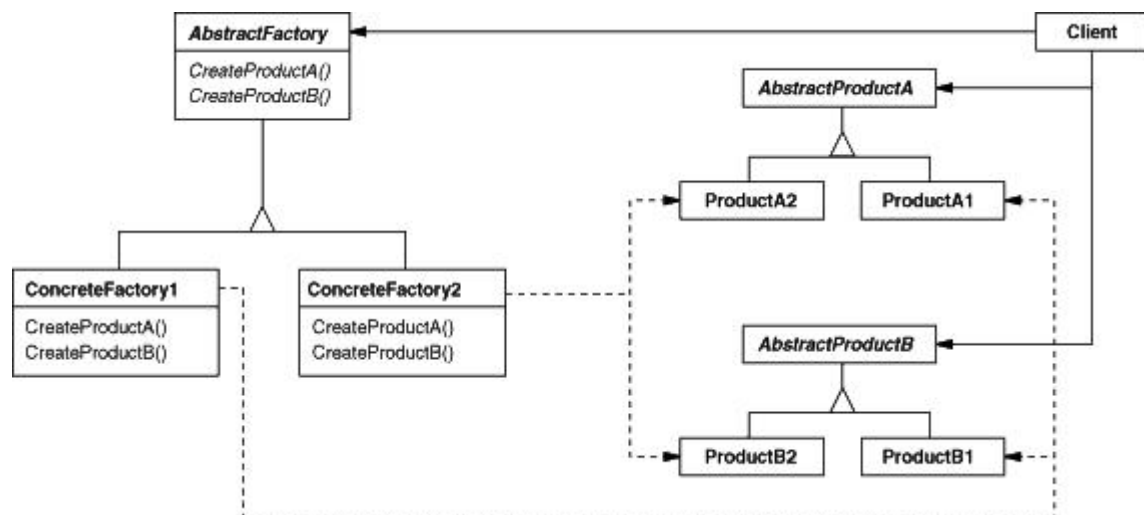 AbstractFactory
CreateProductA()
CreateProductB()
Client
AbstractProductA
ProductA2
ProductA1
ConcreteFactory1
CreateProductA()
CreateProductB()
ConcreteFactory2
CreateProductA()
CreateProductB()
AbstractProductB
ProductB2
ProductB1